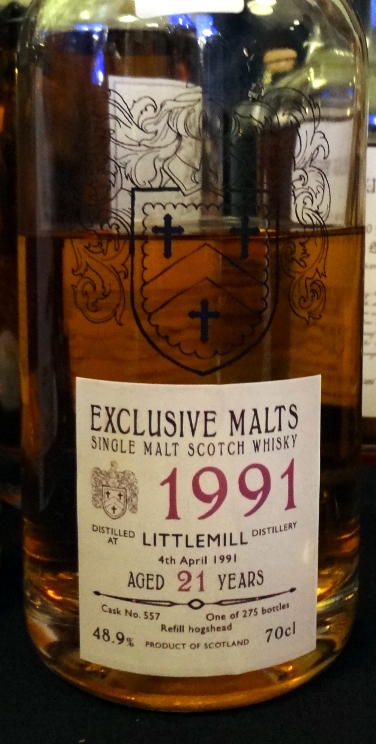 EXCLUSIVE MALTS
SINGLE MALT SCOTCH WHISKY
1991
DISTILLED AT LITTLEMILL DISTILLERY
4th April 1991
AGED 21 YEARS
Cask No. 557 One of 275 bottles
Refill hogshead
48.9% PRODUCT OF SCOTLAND 70cl